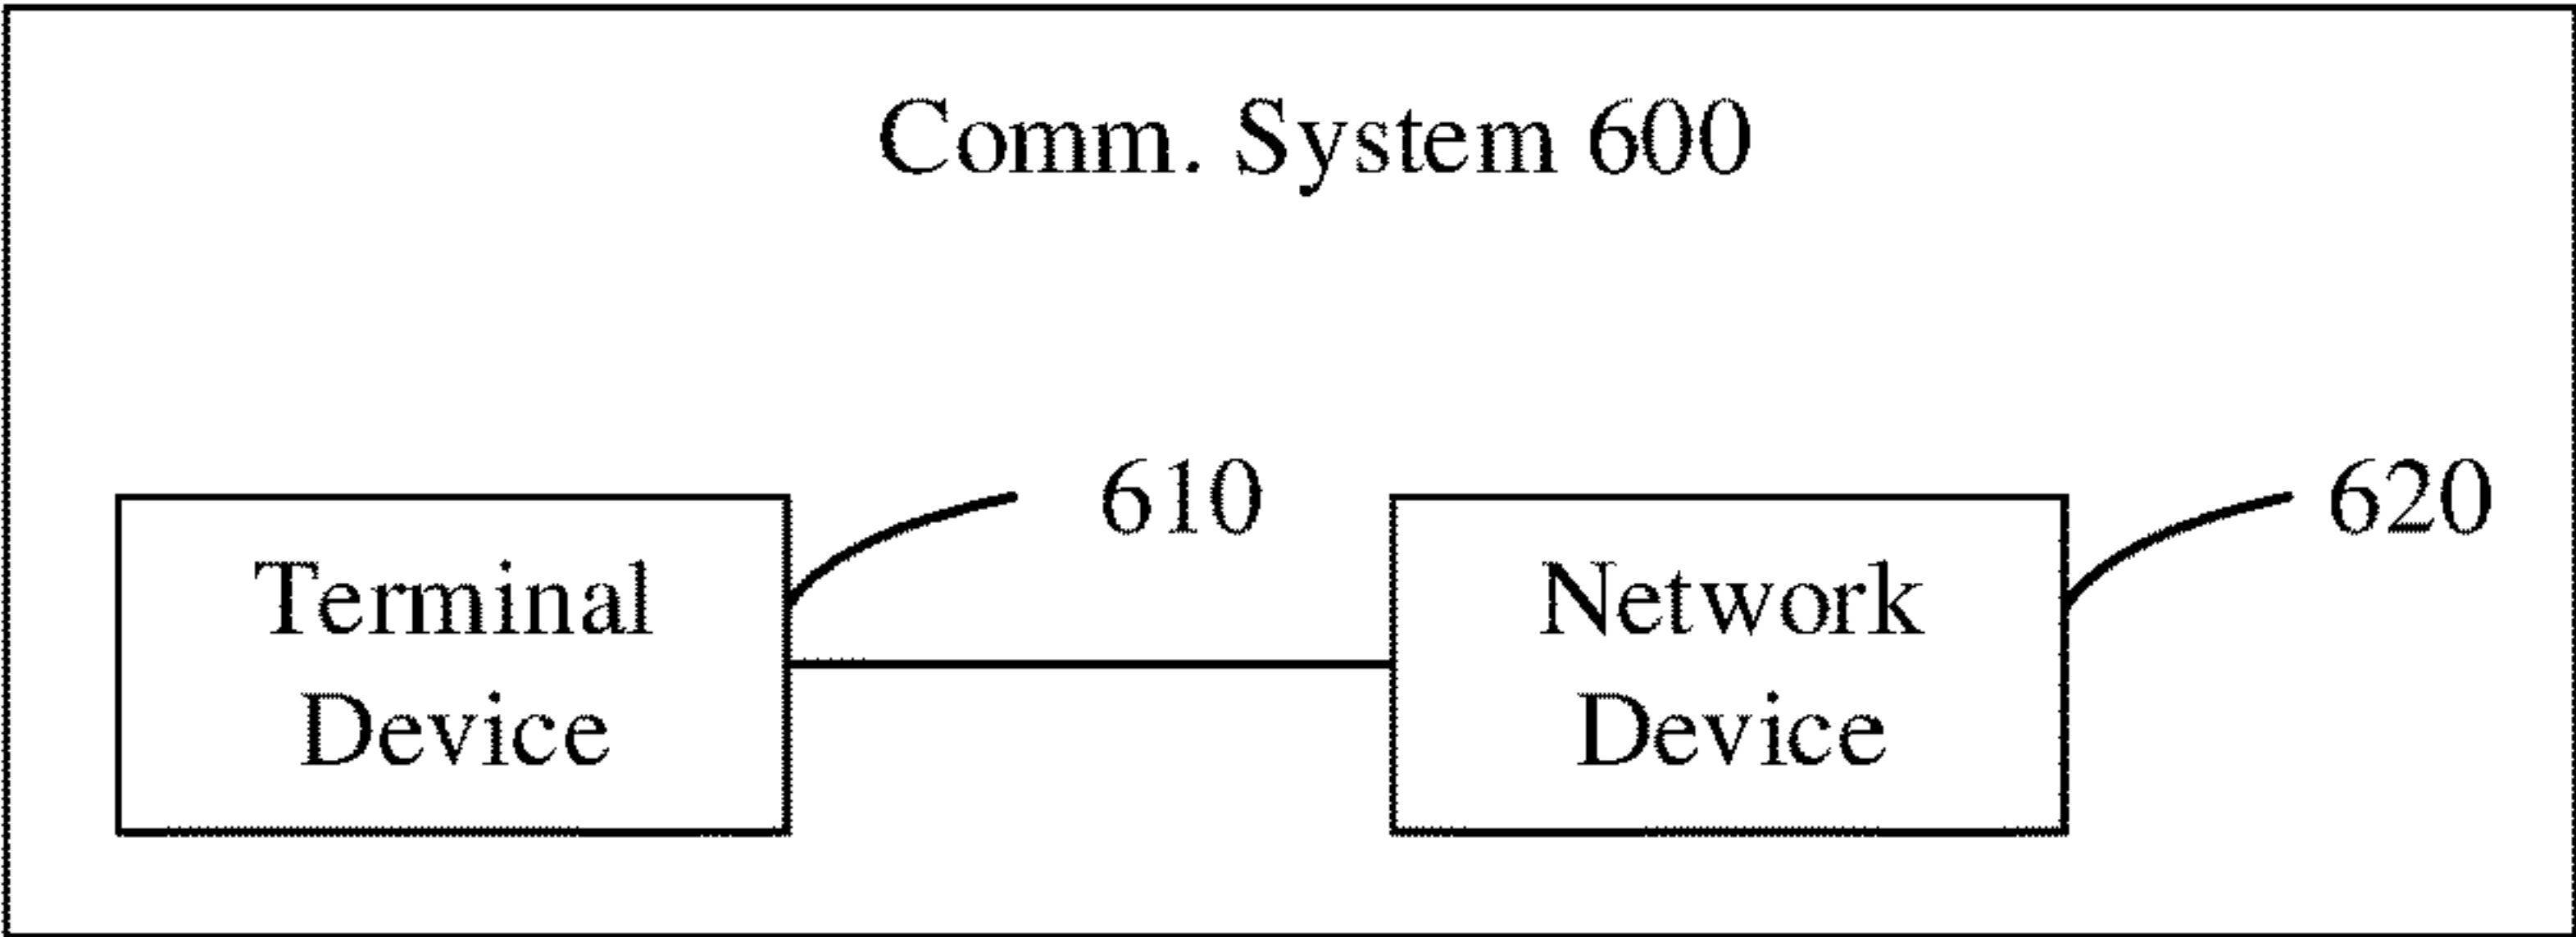 Comm. System 600
610
620
Terminal
Device
Network
Device